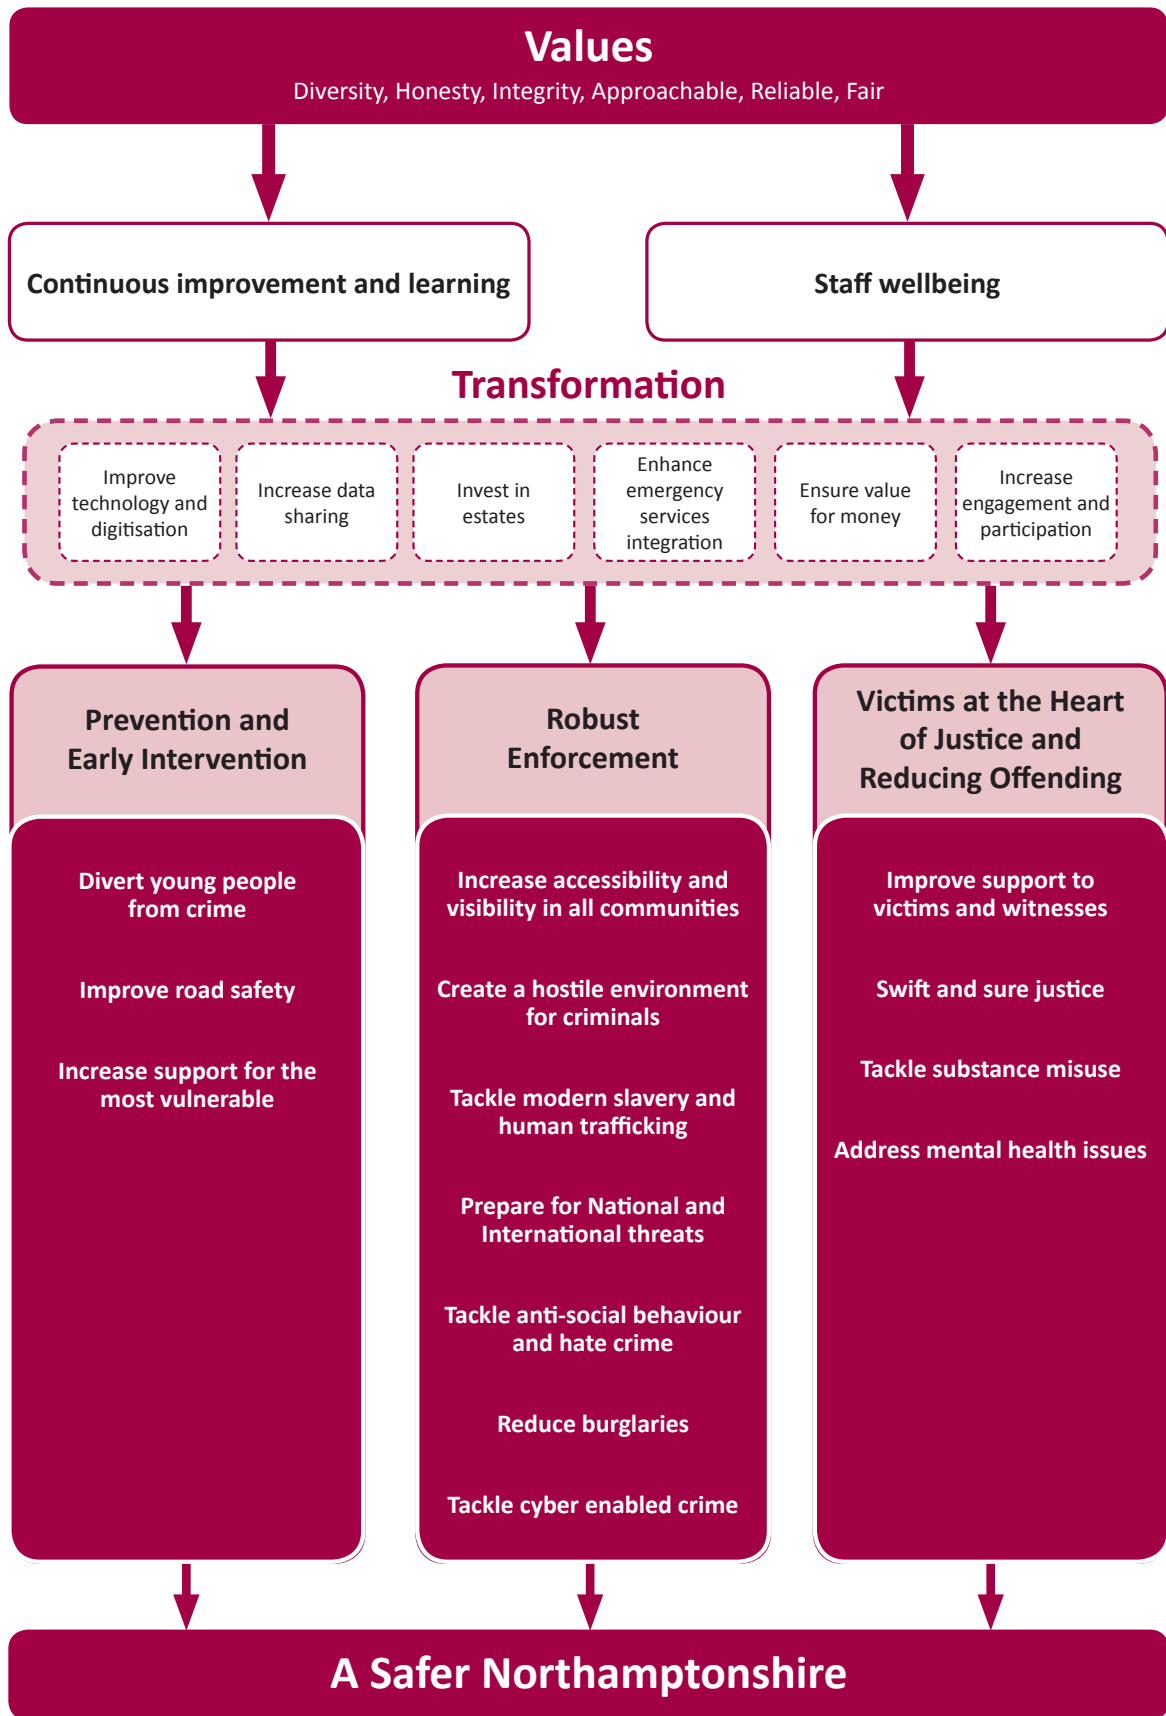 Values
Diversity, Honesty, Integrity, Approachable, Reliable, Fair
Continuous improvement and learning
Staff wellbeing
Transformation
Improve
technology and
digitisation
Increase data
sharing
Invest in
estates
Enhance
emergency
services
integration
Ensure value
for money
Increase
engagement and
participation
Prevention and
Early Intervention
Divert young people
from crime
Improve road safety
Increase support for the
most vulnerable
Robust
Enforcement
Increase accessibility and
visibility in all communities
Create a hostile environment
for criminals
Tackle modern slavery and
human trafficking
Prepare for National and
International threats
Tackle anti-social behaviour
and hate crime
Reduce burglaries
Tackle cyber enabled crime
Victims at the Heart
of Justice and
Reducing Offending
Improve support to
victims and witnesses
Swift and sure justice
Tackle substance misuse
Address mental health issues
A Safer Northamptonshire